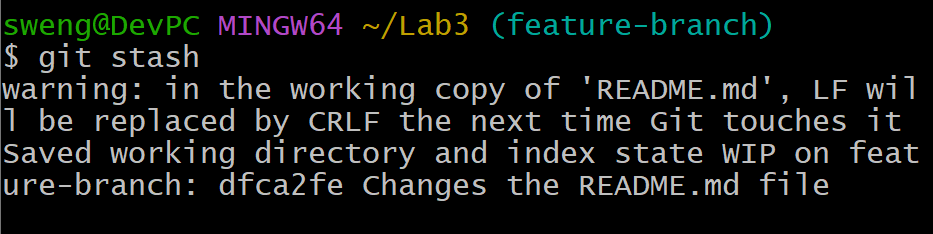 sweng@DevPC MINGW64 ~/Lab3 (feature-branch)
$ git stash
warning: in the working copy of 'README.md', LF wil
l be replaced by CRLF the next time Git touches it
Saved working directory and index state WIP on feat
ure-branch: dfca2fe Changes the README.md file